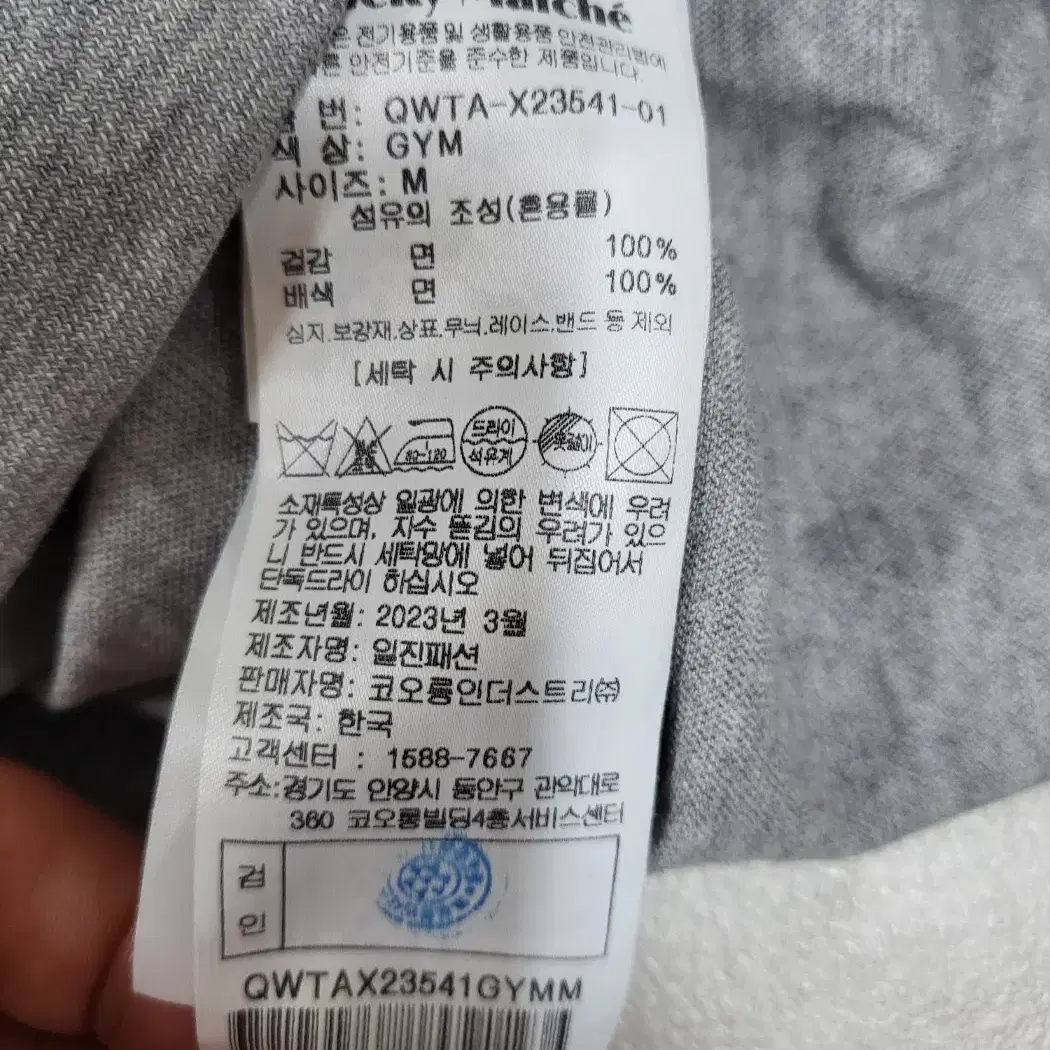 전기용품 및 생활용품 안전관리법에
안전기준을 준수한 제품입니다.
번: QWTA-X23541-01
색 상: GYM
사이즈: M
섬유의 조성(혼용률)
겉감 면 100%
배색 면 100%
심지.보강재.상표.무늬.레이스.밴드 등 제외
[세탁 시 주의사항]
80-120 드라이 석유계 옷걸이
소재특성상 일광에 의한 변색에 우려
가 있으며, 자수 뜯김의 우려가 있으
니 반드시 세탁망에 넣어 뒤집어서
단독드라이 하십시오
제조년월: 2023년 3월
제조자명: 일진패션
판매자명: 코오롱인더스트리㈜
제조국: 한국
고객센터 : 1588-7667
주소:경기도 안양시 동안구 관악대로
360 코오롱빌딩4층서비스센터
검
인
QWTAX23541GYMM